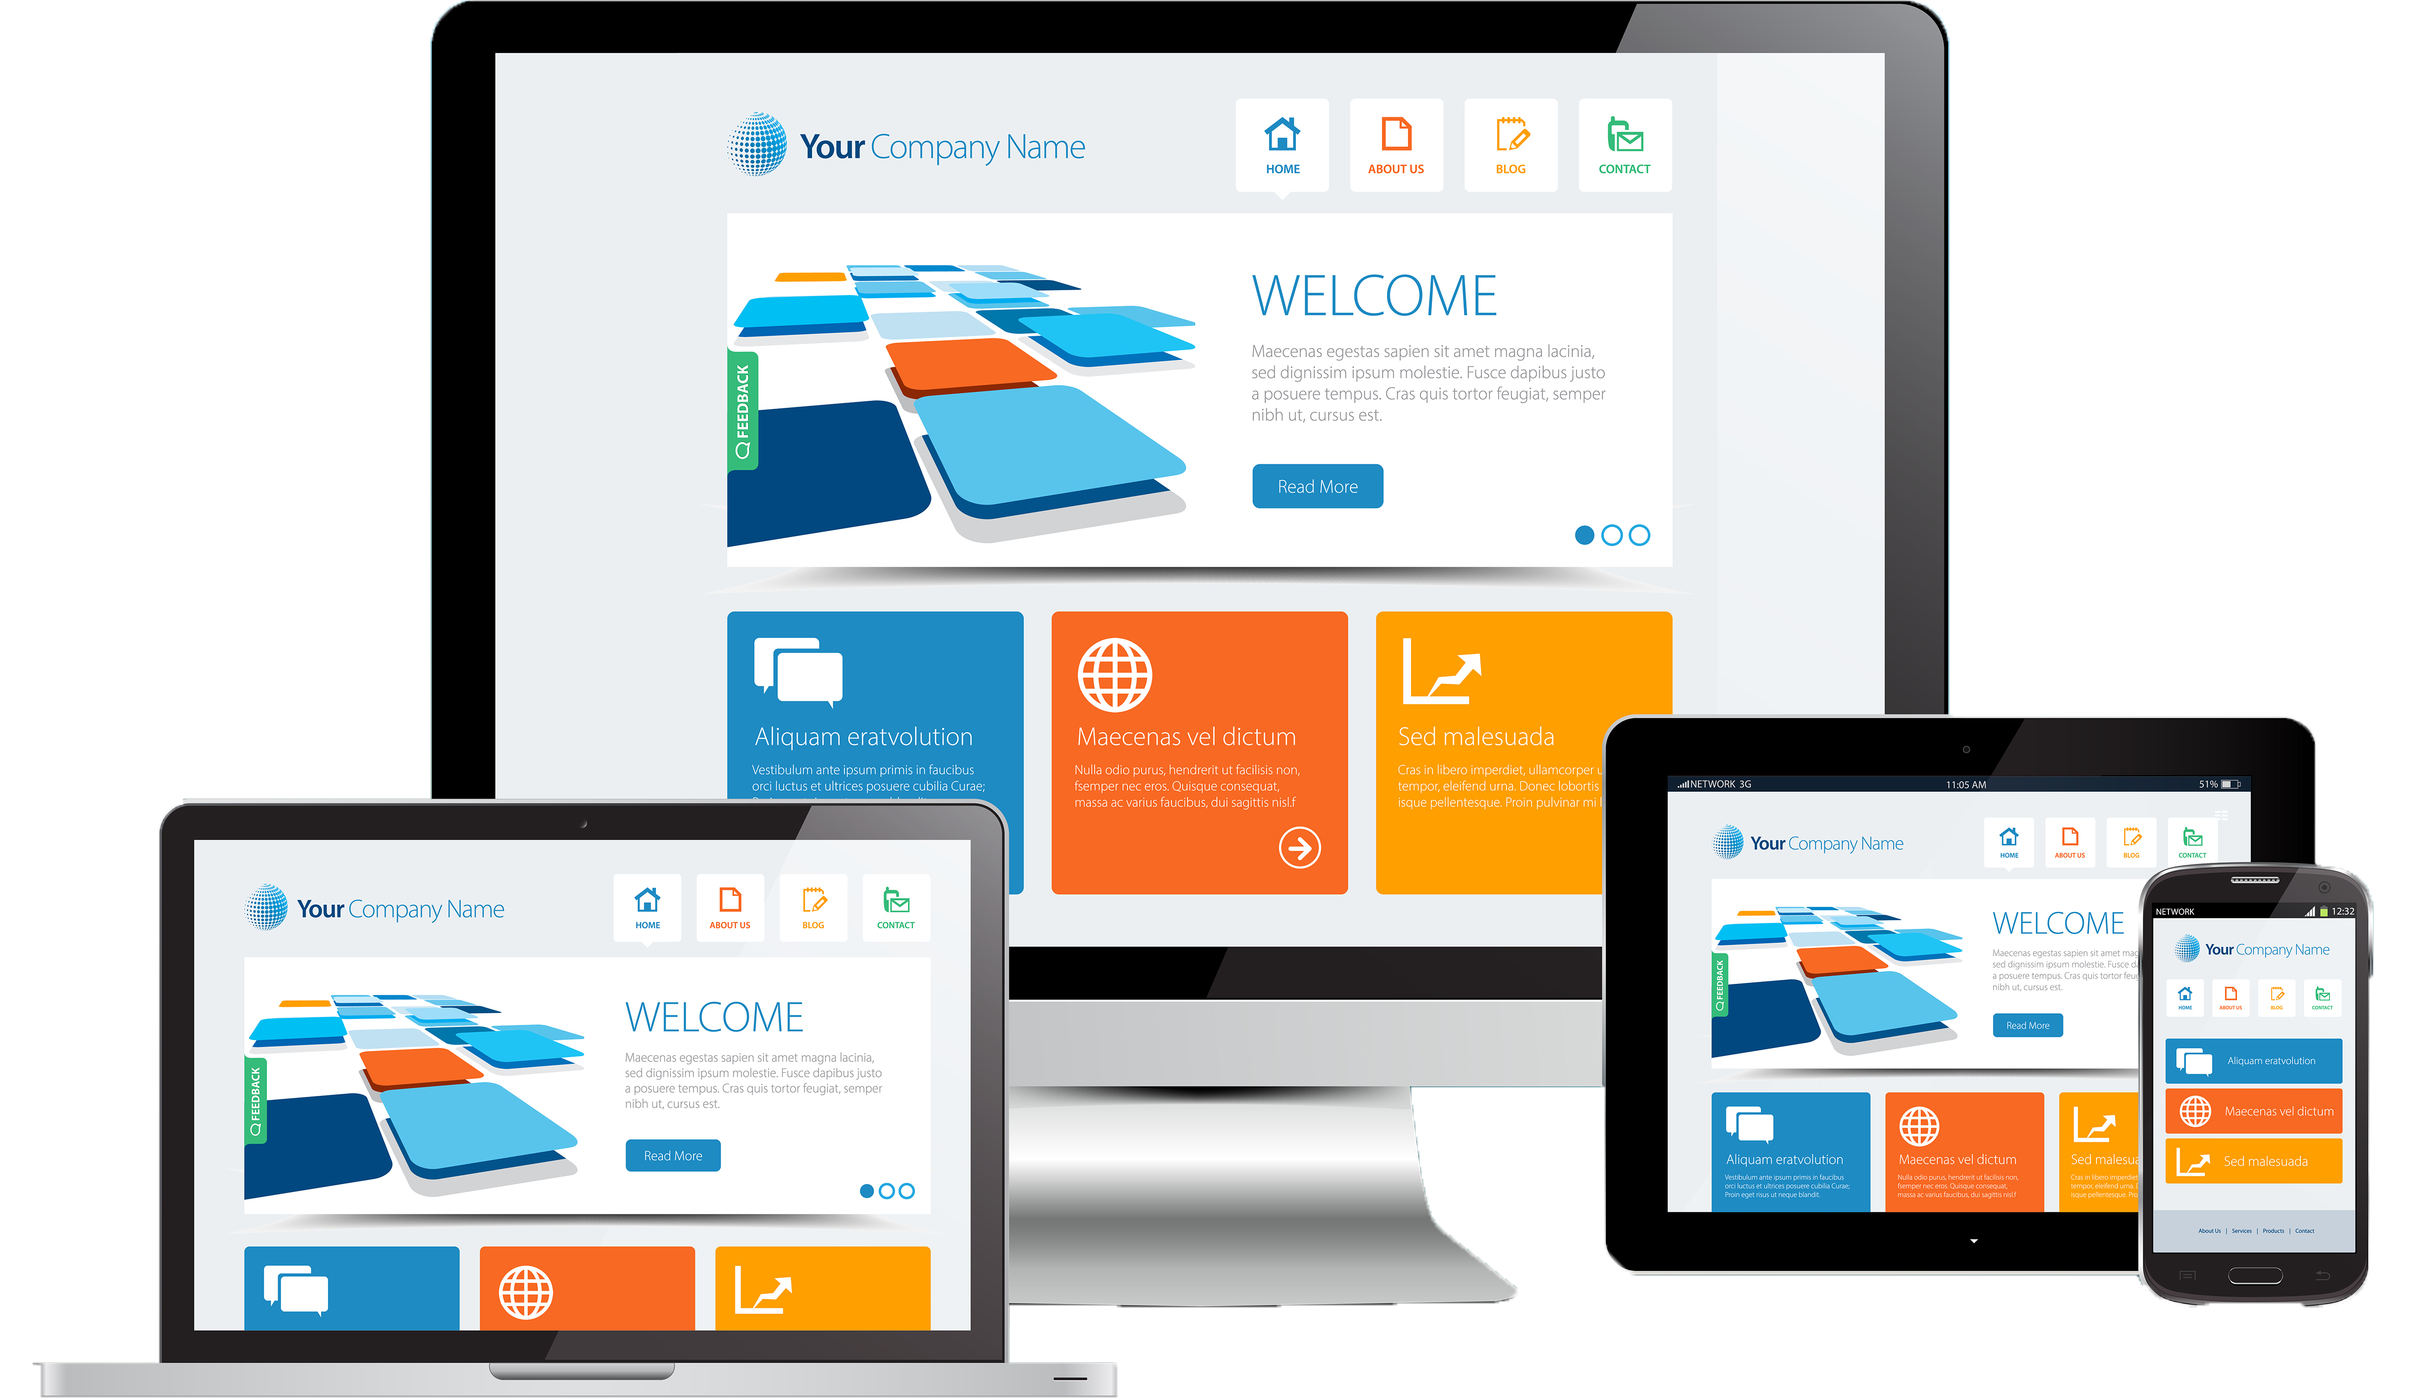 Your Company Name
HOME
ABOUT US
BLOG
CONTACT
WELCOME
Maecenas egestas sapien sit amet magna lacinia,
sed dignissim ipsum molestie. Fusce dapibus justo
a posuere tempus. Cras quis tortor feugiat, semper
nibh ut, cursus est.
FEEDBACK
Read More
Aliquam eratvolution
Vestibulum ante ipsum primis in faucibus
orci luctus et ultrices posuere cubilia Curae;
Maecenas vel dictum
Nulla odio purus, hendrerit ut facilisis non,
fsemper nec eros. Quisque consequat,
massa ac varius faucibus, dui sagittis nisl.f
Sed malesuada
Cras in libero imperdiet, ullamcorper
tempor, eleifend urna. Donec lobortis
isque pellentesque. Proin pulvinar mi
Your Company Name
HOME
ABOUT US
BLOG
CONTACT
WELCOME
Maecenas egestas sapien sit amet magna lacinia,
sed dignissim ipsum molestie. Fusce dapibus justo
a posuere tempus. Cras quis tortor feugiat, semper
nibh ut, cursus est.
FEEDBACK
Read More
NETWORK 3G
11:05 AM
51%
Your Company Name
HOME
ABOUT US
BLOG
CONTACT
WELCOME
Maecenas egestas sapien sit amet
sed dignissim ipsum molestie. Fusce
a posuere tempus. Cras quis tortor
nibh ut, cursus est.
FEEDBACK
Read More
Aliquam eratvolution
Vestibulum ante ipsum primis in faucibus
orci luctus et ultrices posuere cubilia Curae;
Proin eget risus ut neque blandit.
Maecenas vel dictum
Nulla odio purus, hendrerit ut facilisis non,
fsemper nec eros. Quisque consequat,
massa ac varius faucibus, dui sagittis nisl.f
Sed
Cras in libero
tempor, eleifend urna.
isque pellentesque.
NETWORK
12:32
Your Company Name
HOME
ABOUT US
BLOG
CONTACT
Aliquam eratvolution
Maecenas vel dictum
Sed malesuada
About Us | Services | Products | Contact